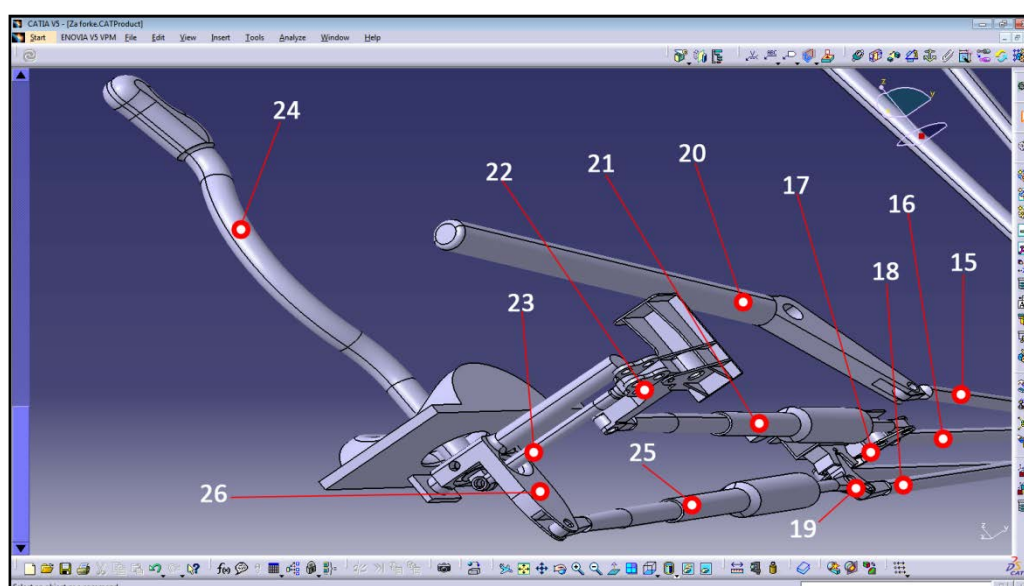 CATIA V5 - [Za forke.CATProduct]
Start ENOVIA V5 VPM File Edit View Insert Tools Analyze Window Help
24
22
21
20
17
16
18
15
23
25
26
19
z
y
z
y